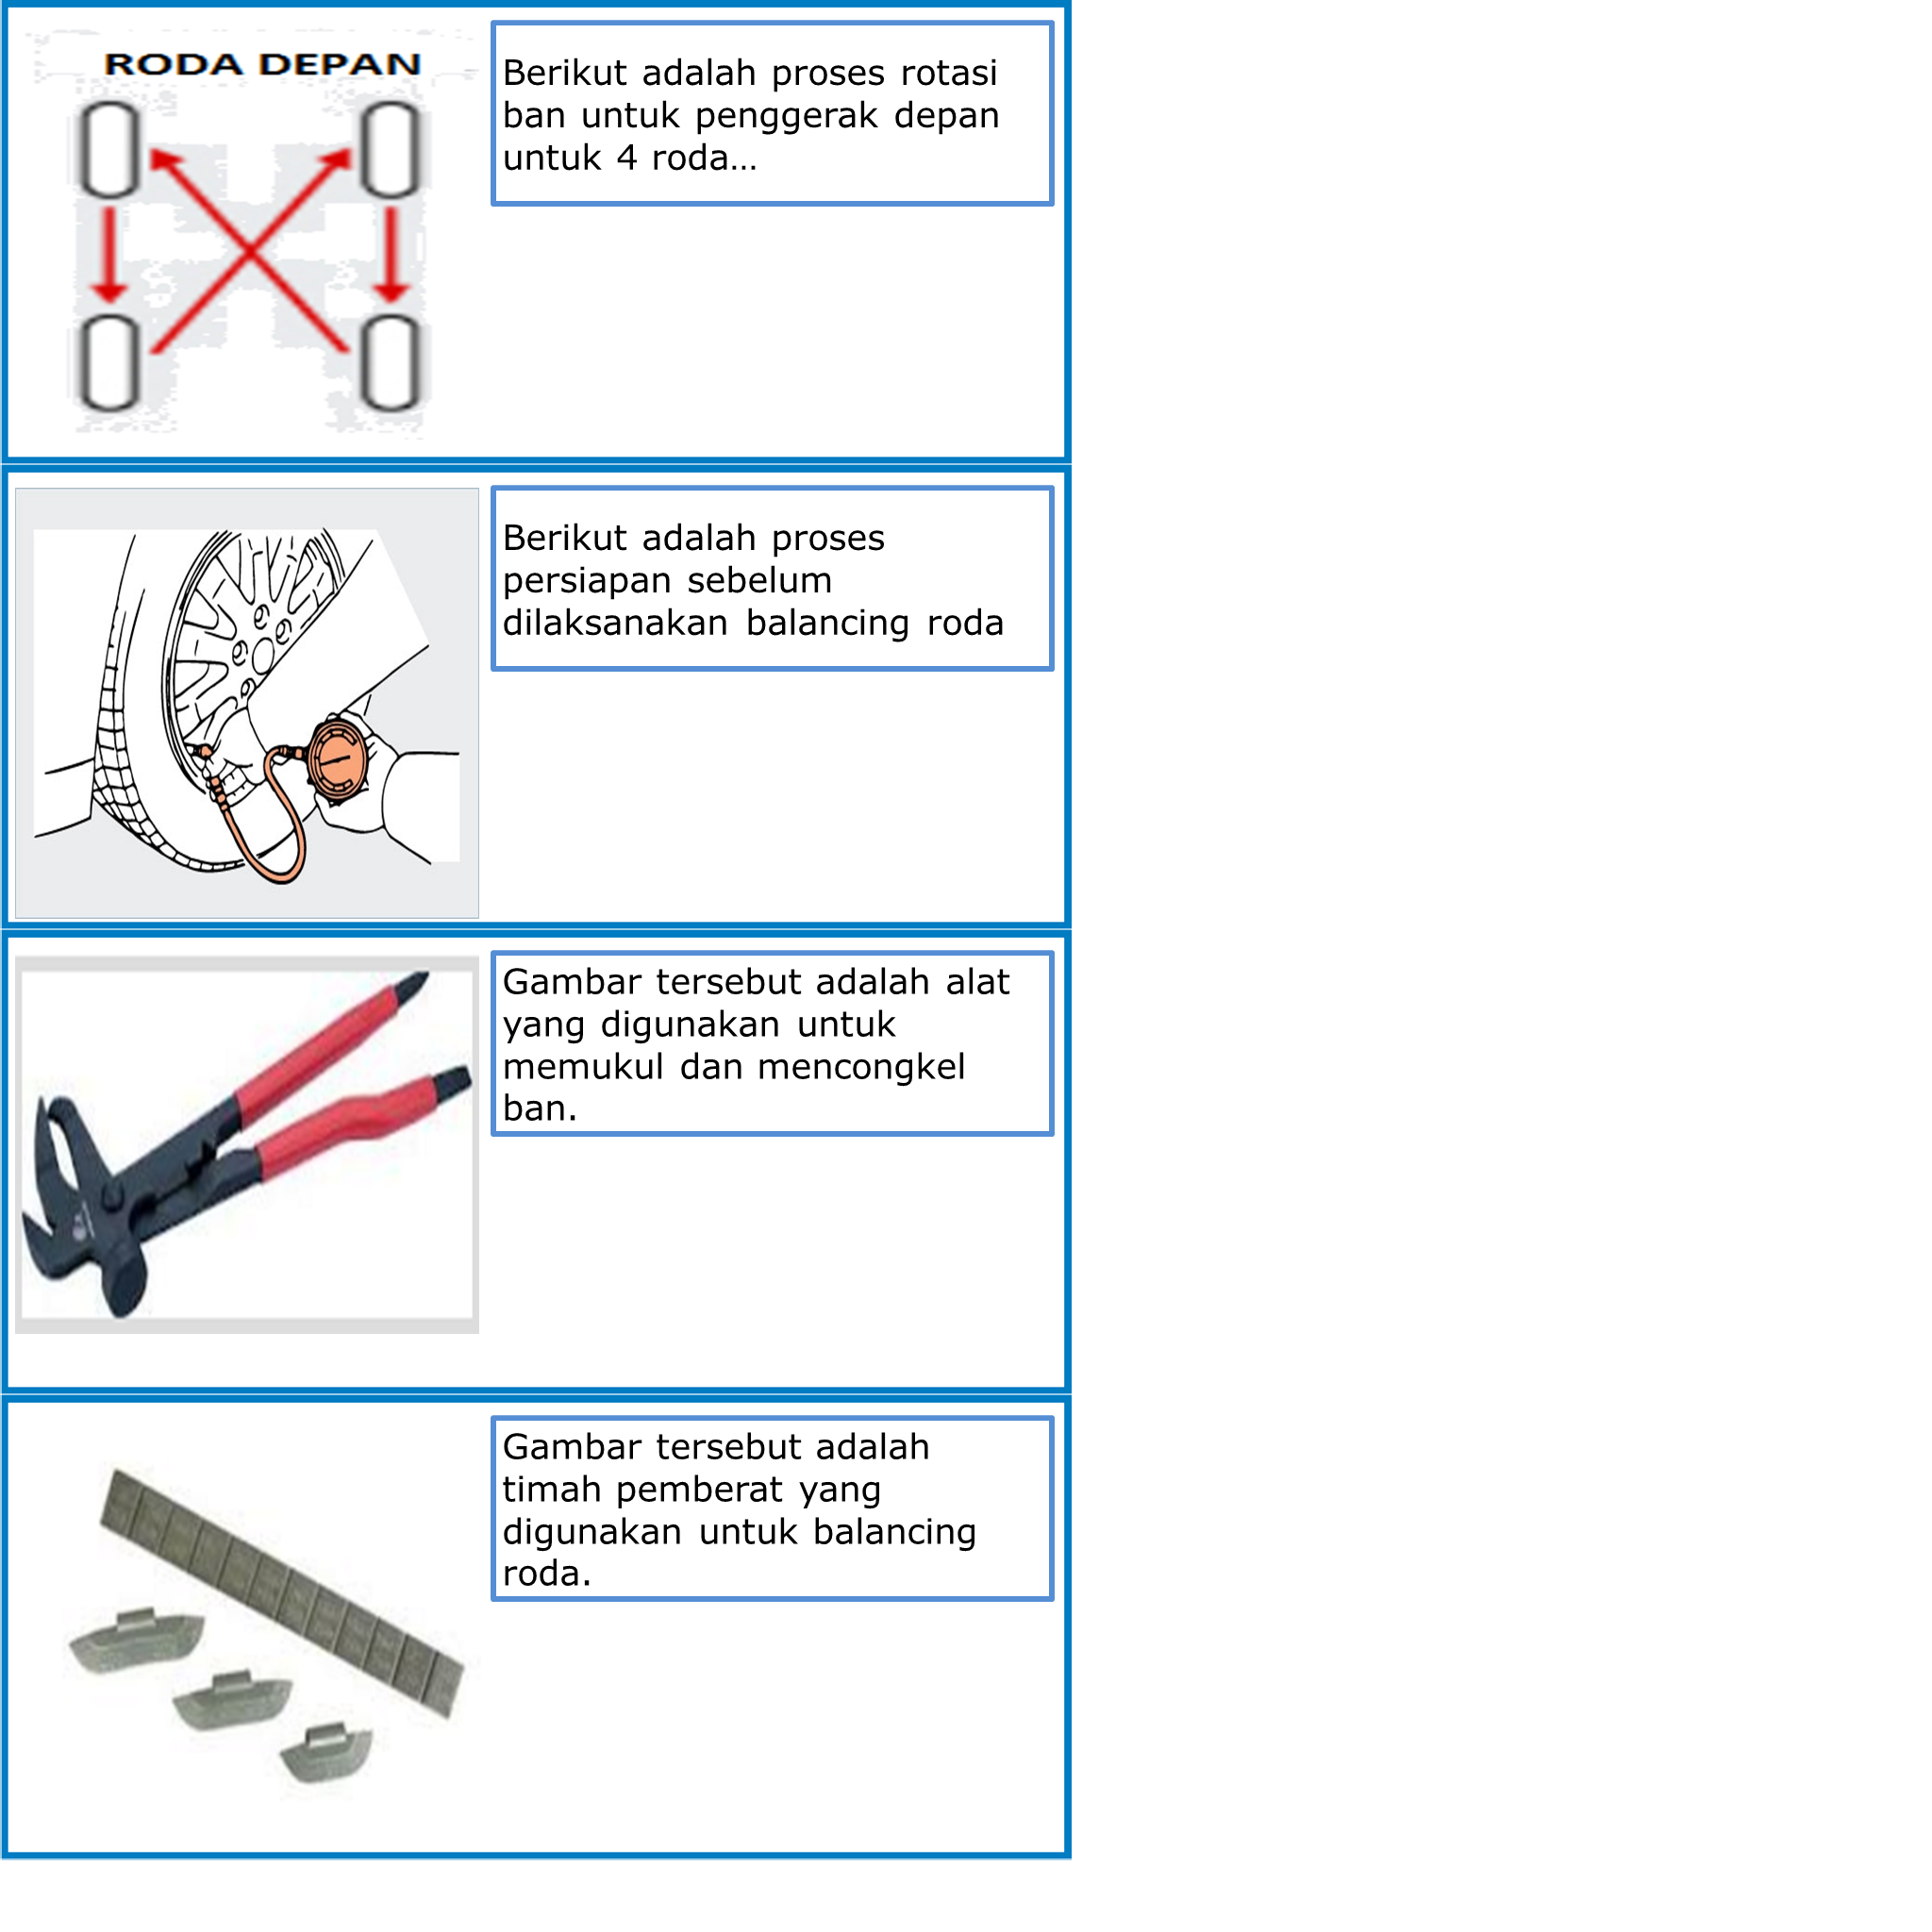 RODA DEPAN
Berikut adalah proses rotasi
ban untuk penggerak depan
untuk 4 roda…
Berikut adalah proses
persiapan sebelum
dilaksanakan balancing roda
Gambar tersebut adalah alat
yang digunakan untuk
memukul dan mencongkel
ban.
Gambar tersebut adalah
timah pemberat yang
digunakan untuk balancing
roda.